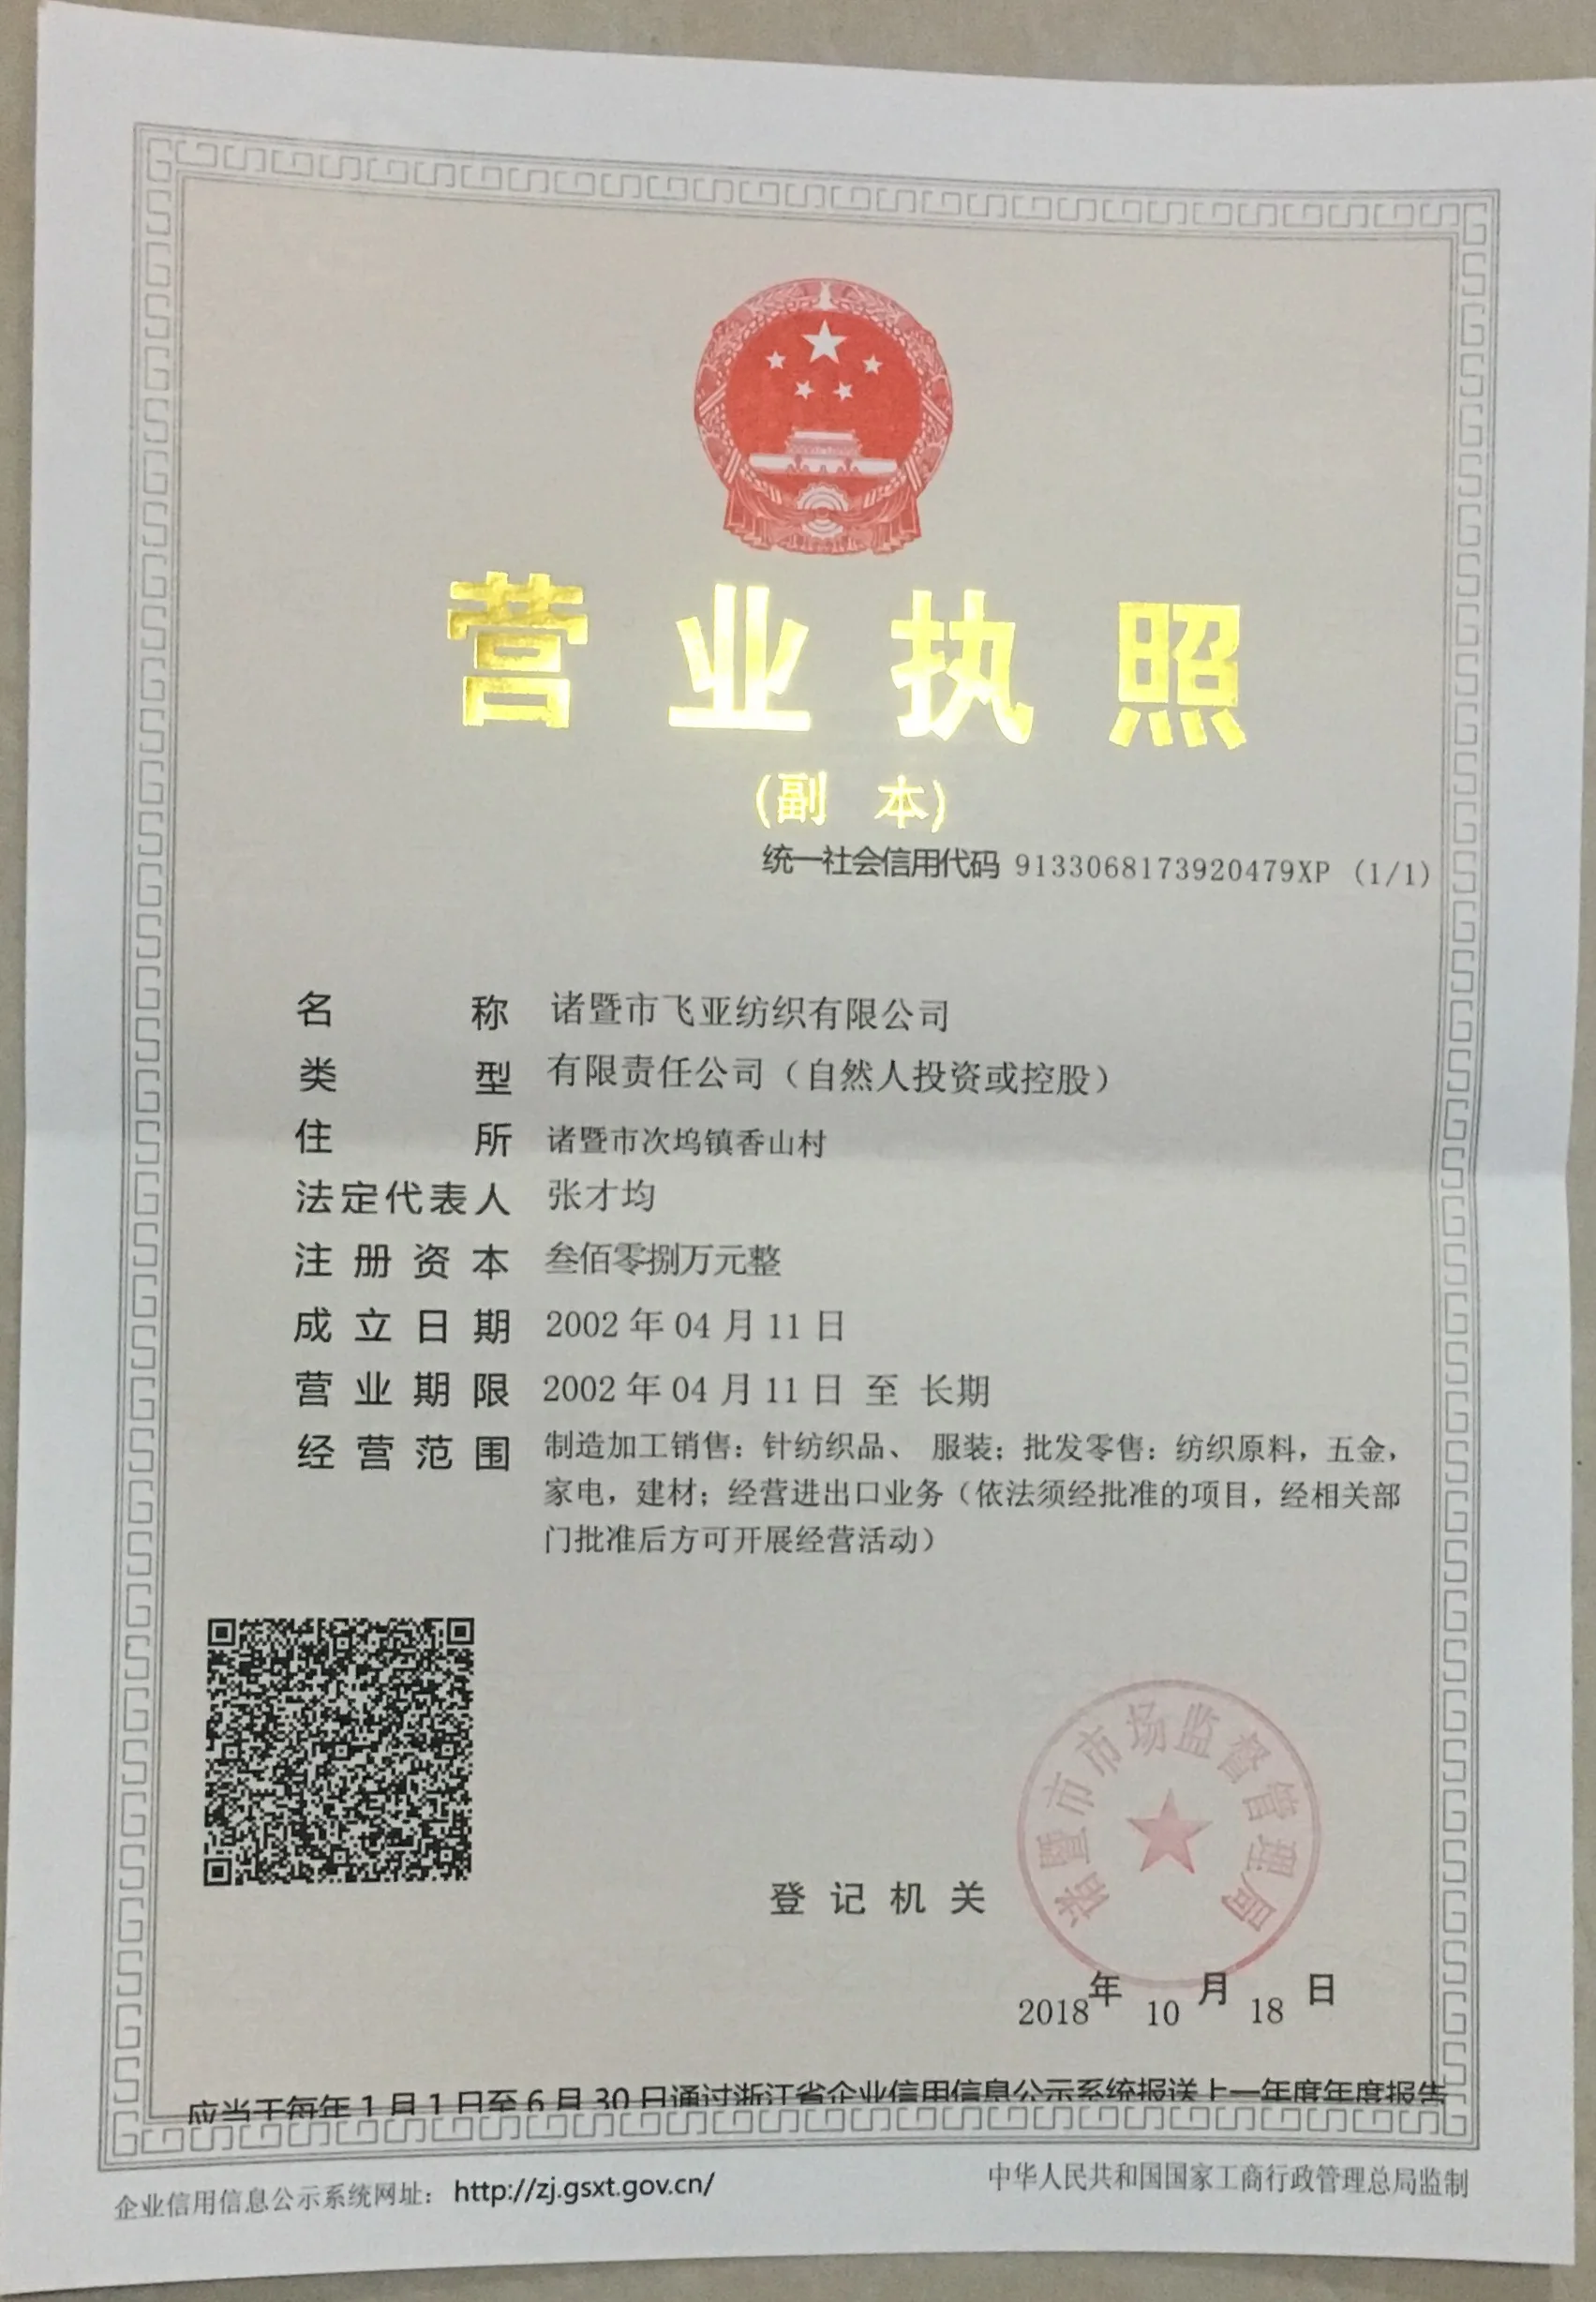 营业执照
(副 本)
统一社会信用代码 9133068173920479XP (1/1)
名 称 诸暨市飞亚纺织有限公司
类 型 有限责任公司（自然人投资或控股）
住 所 诸暨市次坞镇香山村
法定代表人 张才均
注册资本 叁佰零捌万元整
成立日期 2002年04月11日
营业期限 2002年04月11日 至 长期
经营范围 制造加工销售：针纺织品、 服装；批发零售：纺织原料，五金，
家电，建材；经营进出口业务（依法须经批准的项目，经相关部
门批准后方可开展经营活动）
诸暨市市场监督管理局
登记机关
2018年 10 月 18 日
应当于每年1月1日至6月30日通过浙江省企业信用信息公示系统报送上一年度年度报告
企业信用信息公示系统网址： http://zj.gsxt.gov.cn/
中华人民共和国国家工商行政管理总局监制